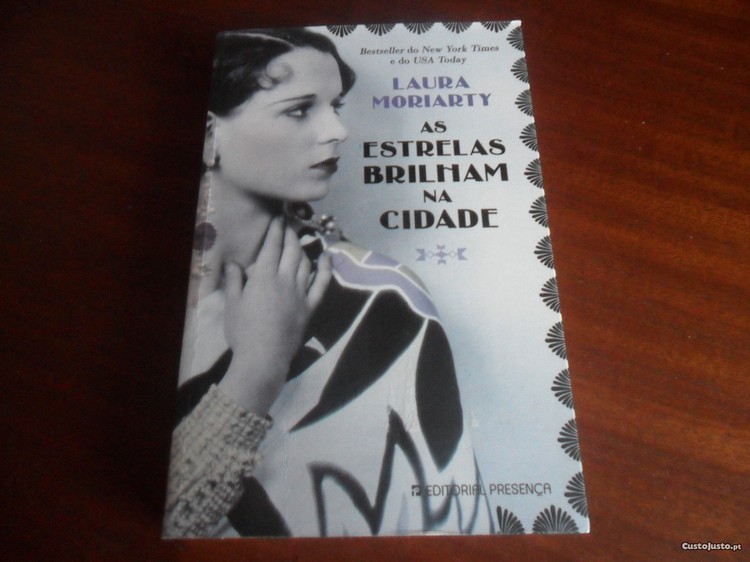 Bestseller do New York Times
e do USA Today
LAURA
MORIARTY
AS
ESTRELAS
BRILHAM
NA
CIDADE
EDITORIAL PRESENÇA
CustoJusto.pt